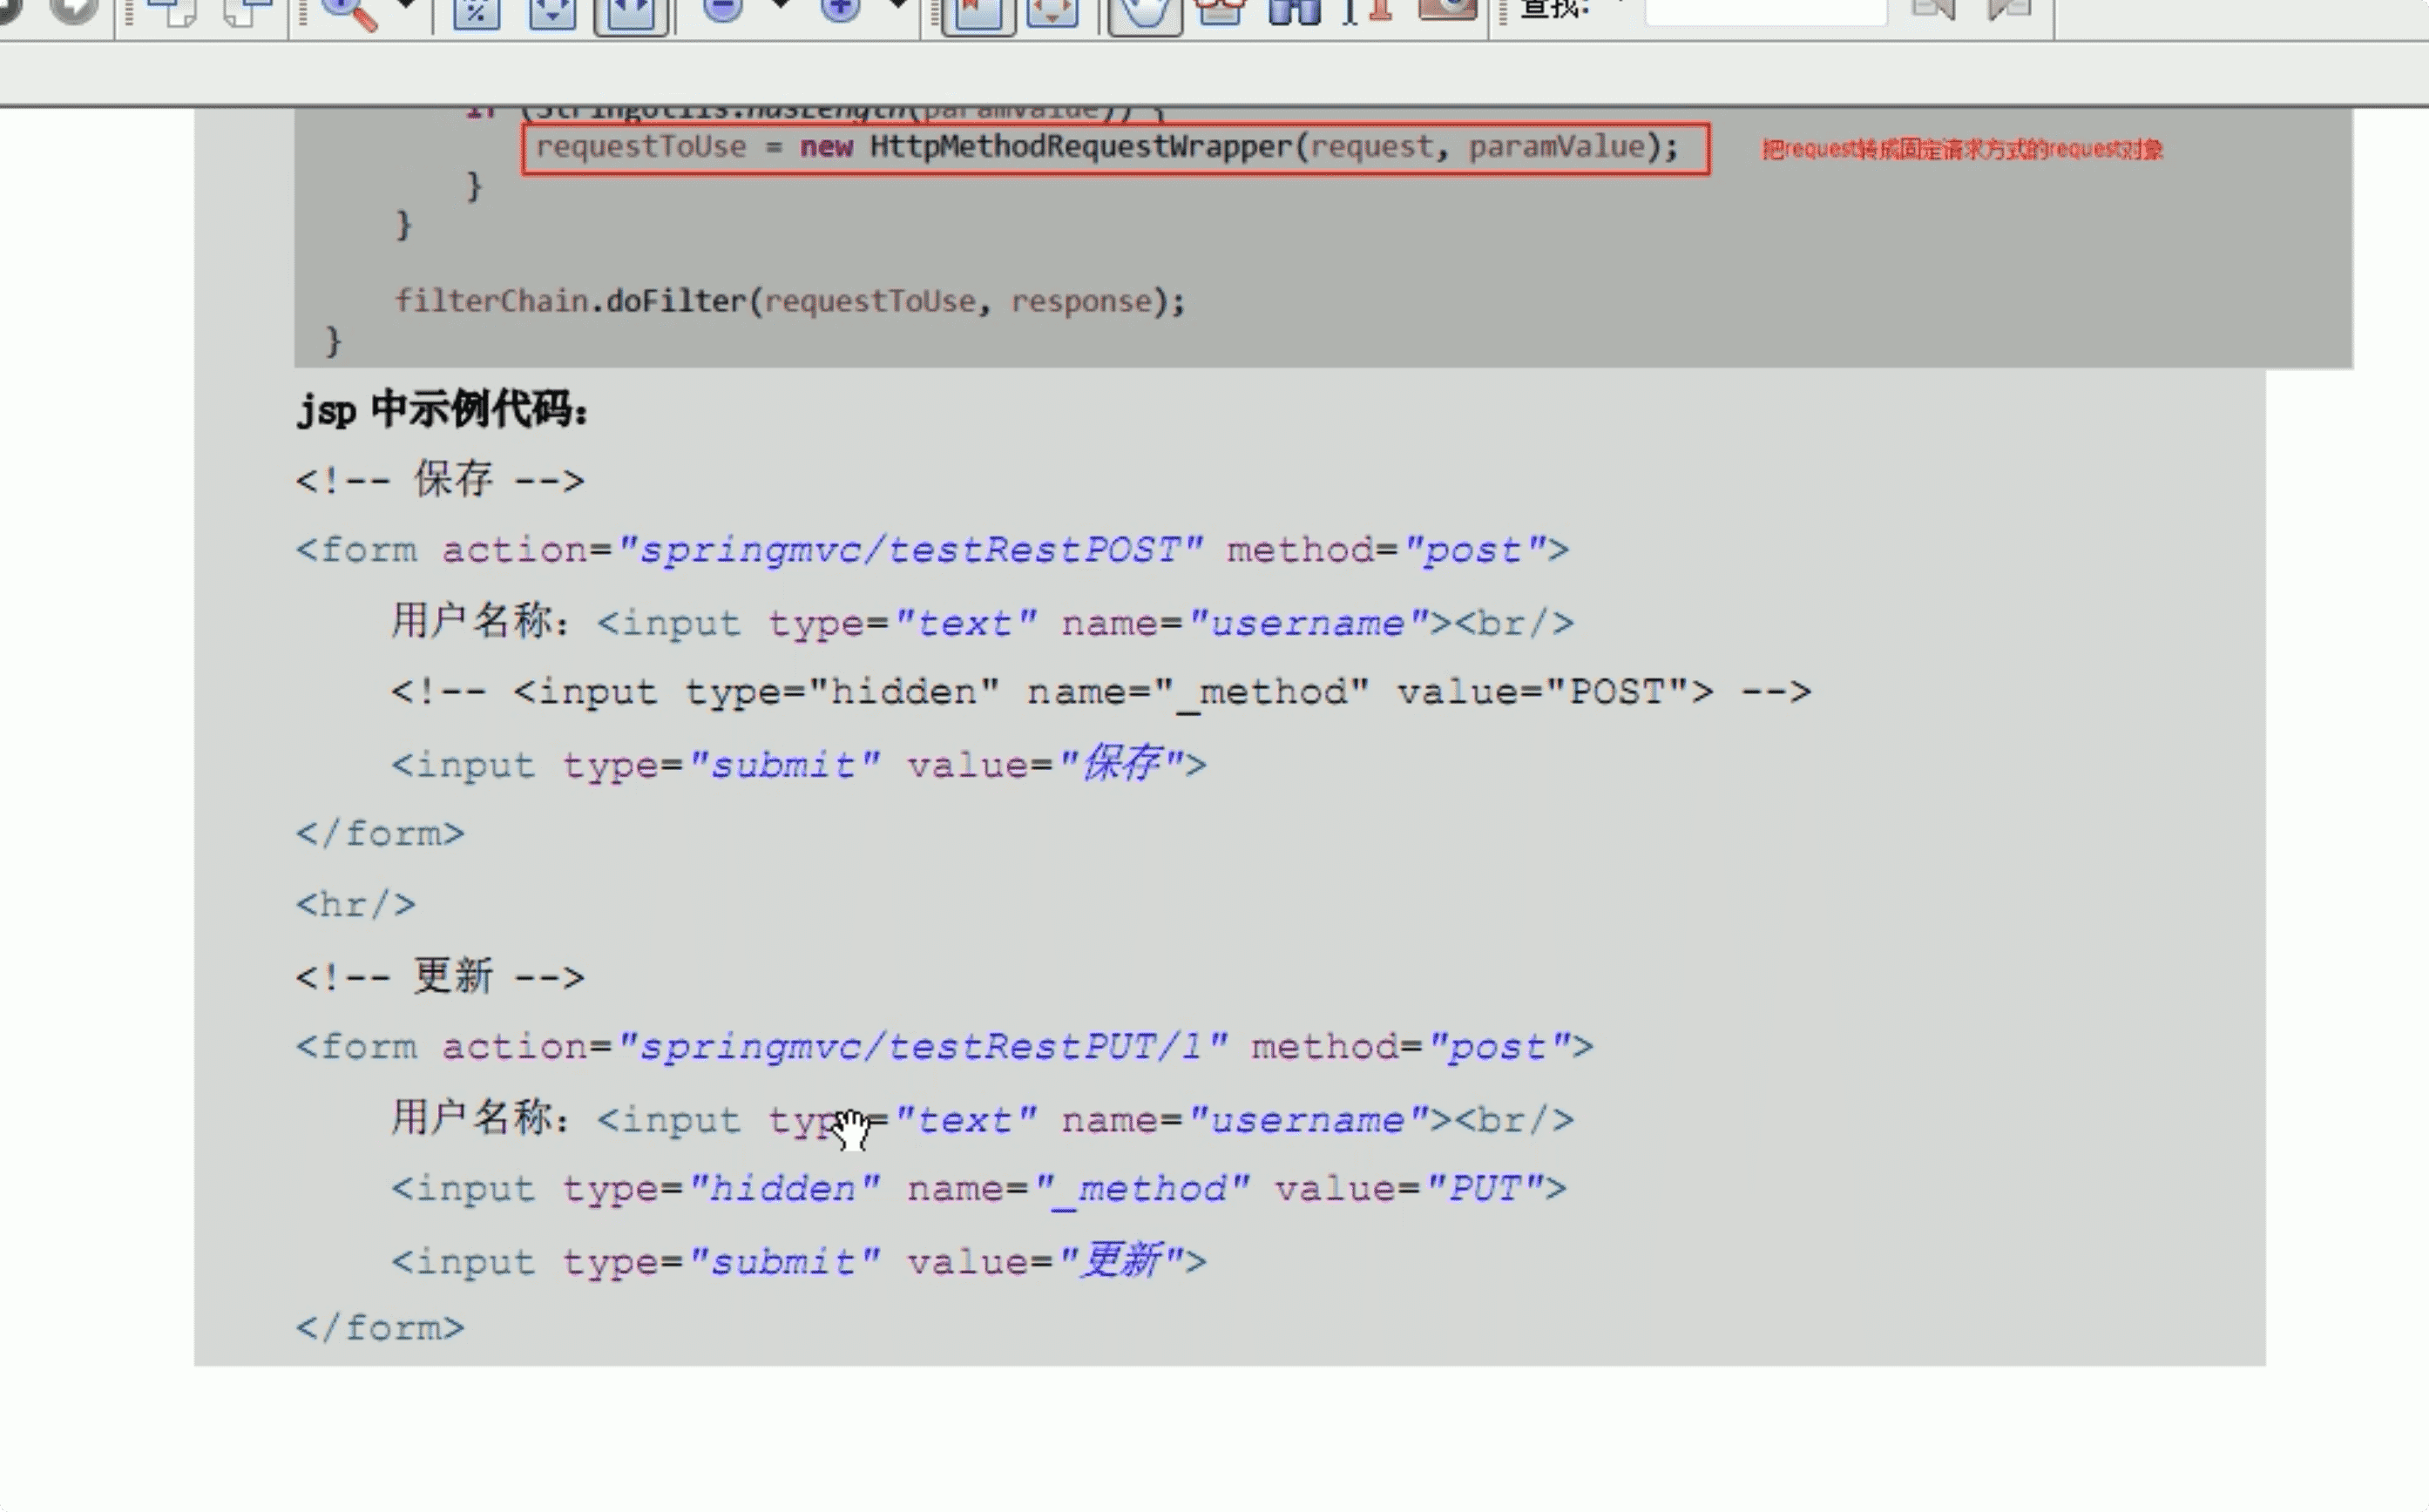 查找:
if (StringUtils.hasLength(paramValue)) {
requestToUse = new HttpMethodRequestWrapper(request, paramValue); 把request转成固定请求方式的request对象
}
}
filterChain.doFilter(requestToUse, response);
}
jsp 中示例代码：
<!-- 保存 -->
<form action="springmvc/testRestPOST" method="post">
用户名称：<input type="text" name="username"><br/>
<!-- <input type="hidden" name="_method" value="POST"> -->
<input type="submit" value="保存">
</form>
<hr/>
<!-- 更新 -->
<form action="springmvc/testRestPUT/1" method="post">
用户名称：<input type="text" name="username"><br/>
<input type="hidden" name="_method" value="PUT">
<input type="submit" value="更新">
</form>